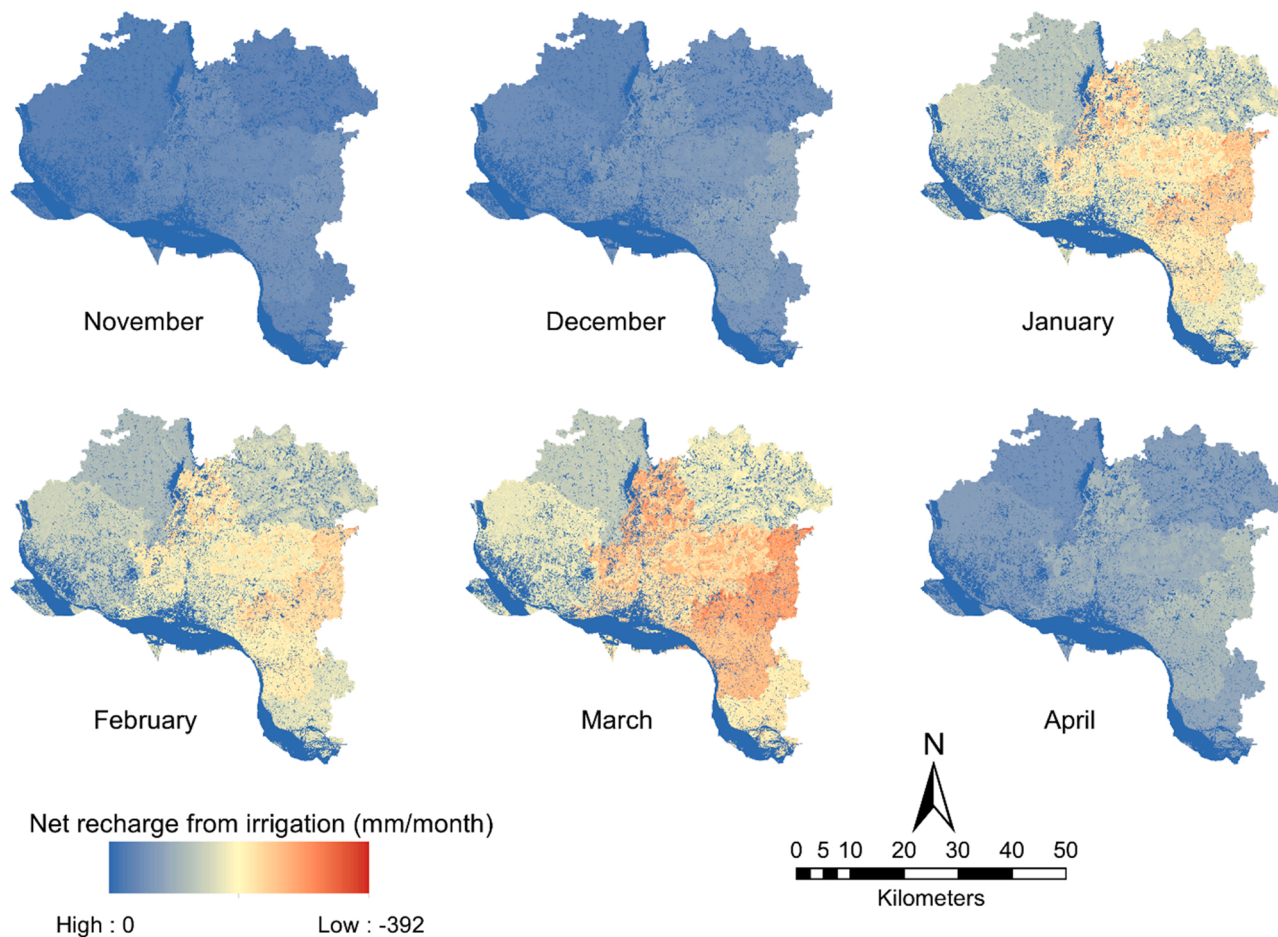 November
December
January
February
March
April
Net recharge from irrigation (mm/month)
High : 0
Low : -392
N
0 5 10 20 30 40 50
Kilometers